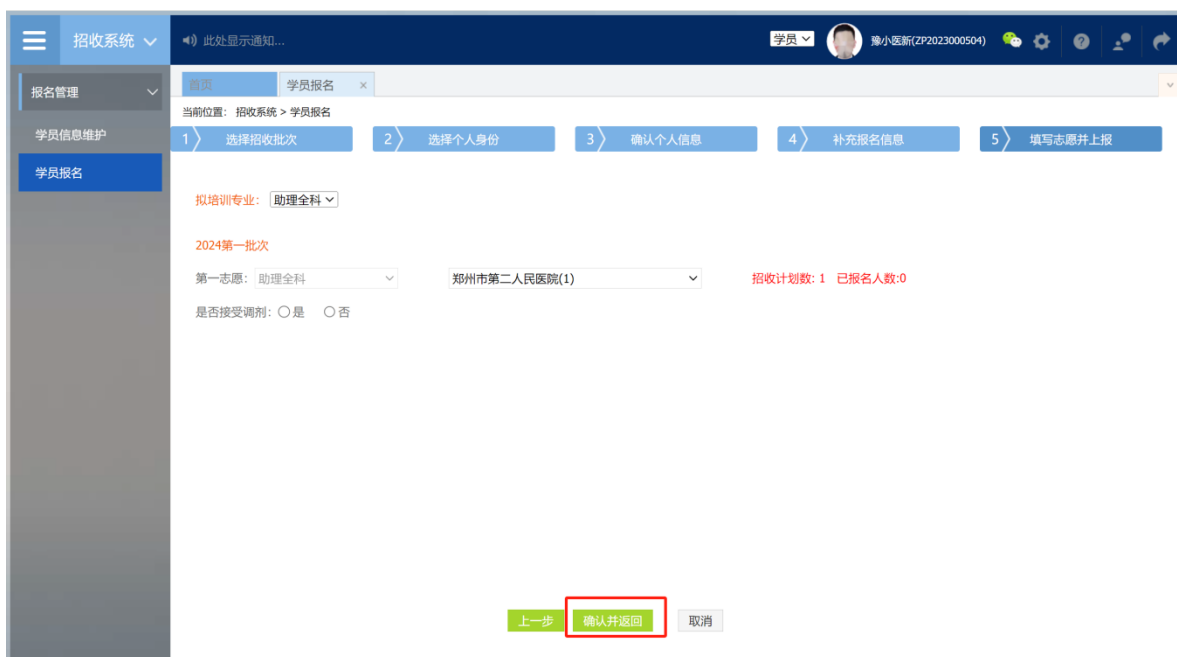 招收系统 此处显示通知... 学员 豫小医新(ZP2023000504)
报名管理
学员信息维护
学员报名
首页 学员报名 ×
当前位置: 招收系统 > 学员报名
1 选择招收批次 2 选择个人身份 3 确认个人信息 4 补充报名信息 5 填写志愿并上报
拟培训专业: 助理全科
2024第一批次
第一志愿: 助理全科 郑州市第二人民医院(1) 招收计划数: 1 已报名人数:0
是否接受调剂: 是 否
上一步 确认并返回 取消